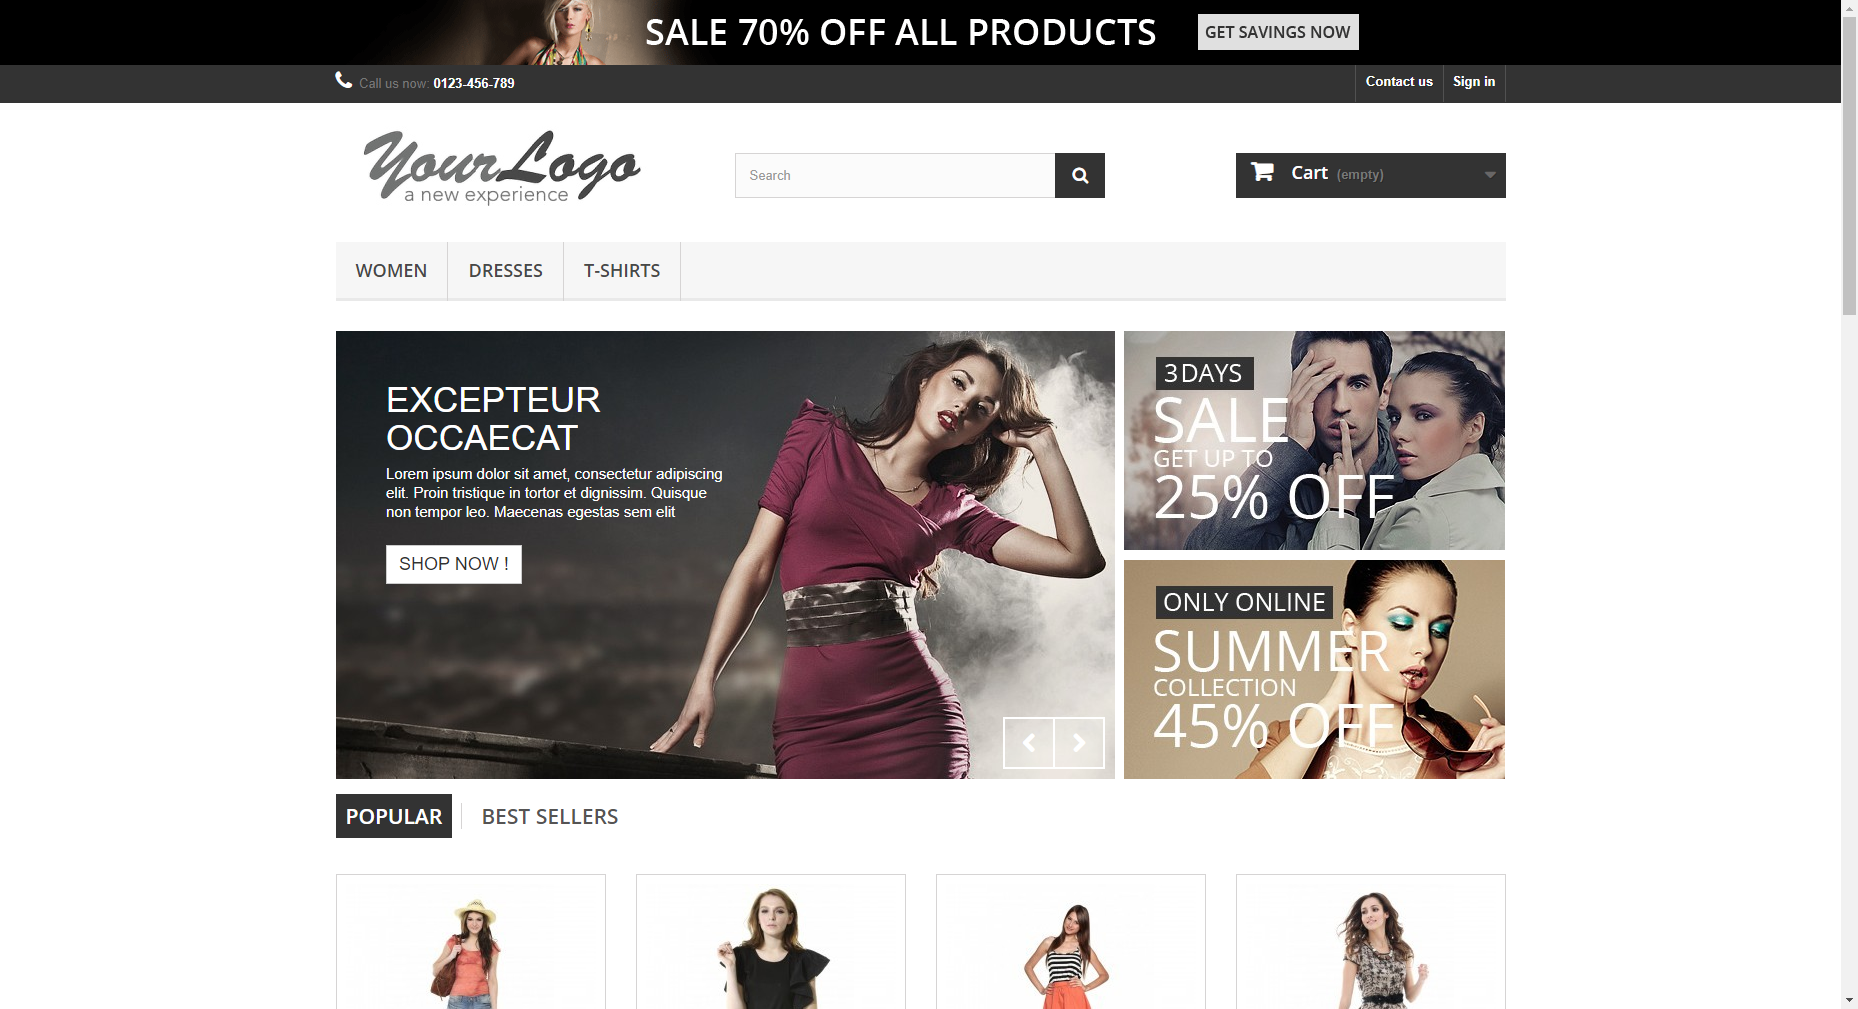 SALE 70% OFF ALL PRODUCTS
GET SAVINGS NOW
Call us now: 0123-456-789
Contact us
Sign in
YourLogo
a new experience
Search
Cart (empty)
WOMEN
DRESSES
T-SHIRTS
EXCEPTEUR
OCCAECAT
Lorem ipsum dolor sit amet, consectetur adipiscing
elit. Proin tristique in tortor et dignissim. Quisque
non tempor leo. Maecenas egestas sem elit
SHOP NOW !
3DAYS
SALE
GET UP TO
25% OFF
ONLY ONLINE
SUMMER
COLLECTION
45% OFF
POPULAR
BEST SELLERS